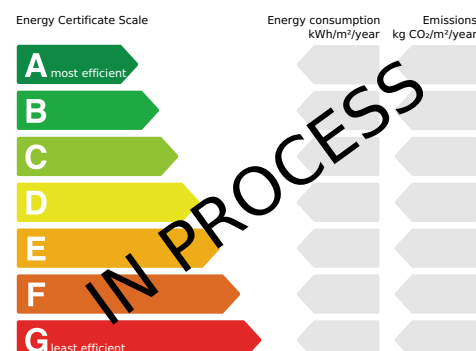 Energy Certificate Scale
Energy consumption
kWh/m²/year
Emissions
kg CO₂/m²/year
A most efficient
B
C
D
E
F
G least efficient
IN PROCESS